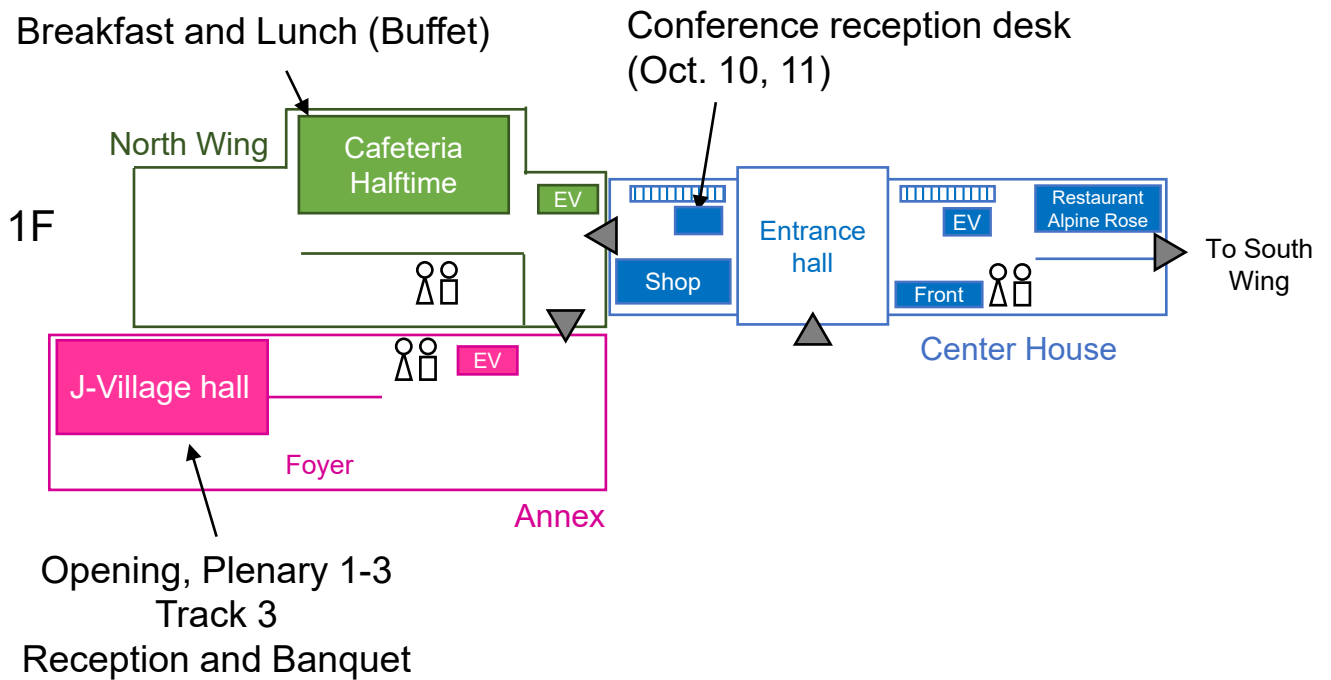 Breakfast and Lunch (Buffet)
Conference reception desk
(Oct. 10, 11)
North Wing
Cafeteria
Halftime
EV
1F
Entrance
hall
Shop
EV
Restaurant
Alpine Rose
Front
To South
Wing
Center House
J-Village hall
EV
Foyer
Annex
Opening, Plenary 1-3
Track 3
Reception and Banquet